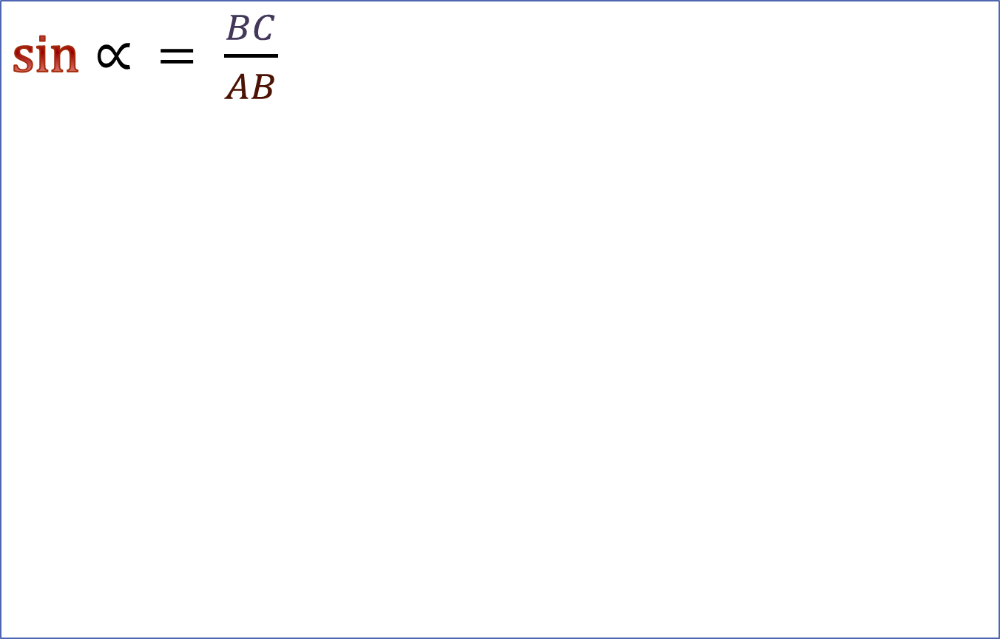 sin ∝ = BC/AB